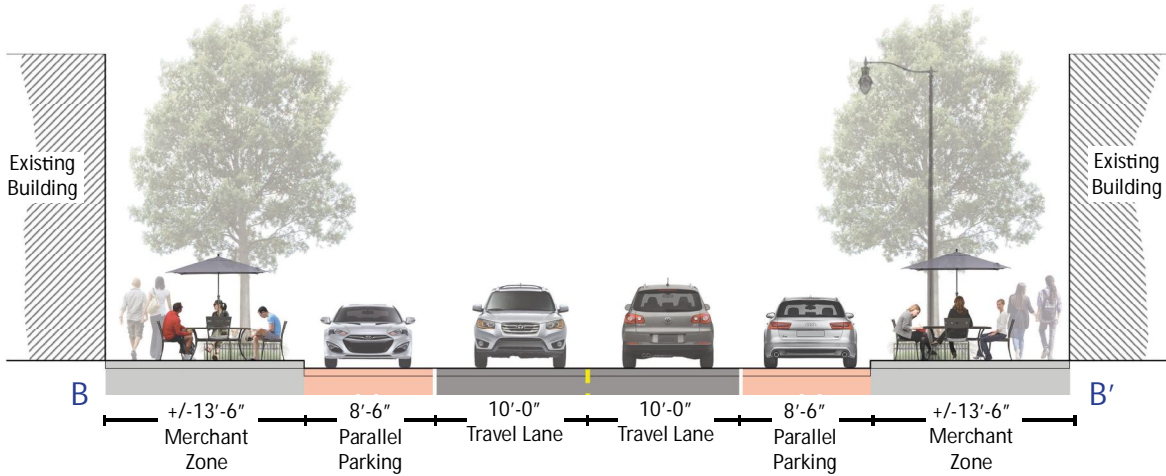 Existing
Building
Existing
Building
B
B'
+/-13'-6"
Merchant
Zone
8'-6"
Parallel
Parking
10'-0"
Travel Lane
10'-0"
Travel Lane
8'-6"
Parallel
Parking
+/-13'-6"
Merchant
Zone